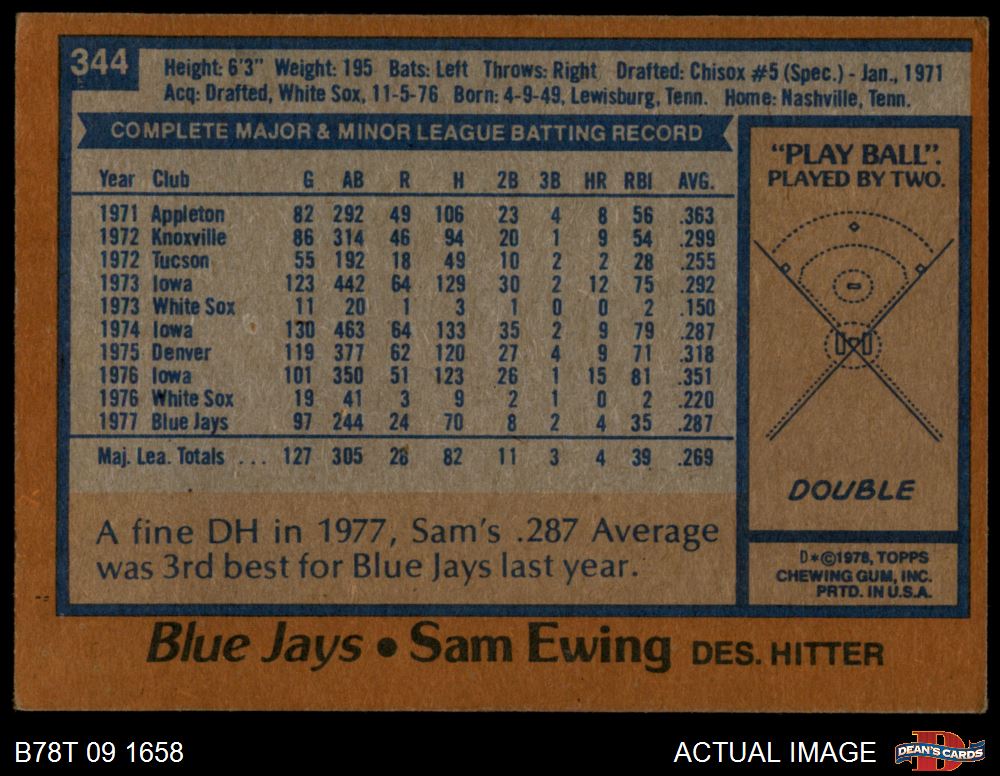 344
Height: 6'3" Weight: 195 Bats: Left Throws: Right Drafted: Chisox #5 (Spec.) - Jan., 1971
Acq: Drafted, White Sox, 11-5-76 Born: 4-9-49, Lewisburg, Tenn. Home: Nashville, Tenn.
COMPLETE MAJOR & MINOR LEAGUE BATTING RECORD
Year Club G AB R H 2B 3B HR RBI AVG.
1971 Appleton 82 292 49 106 23 4 8 56 .363
1972 Knoxville 86 314 46 94 20 1 9 54 .299
1972 Tucson 55 192 18 49 10 2 2 28 .255
1973 Iowa 123 442 64 129 30 2 12 75 .292
1973 White Sox 11 20 1 3 1 0 0 2 .150
1974 Iowa 130 463 64 133 35 2 9 79 .287
1975 Denver 119 377 62 120 27 4 9 71 .318
1976 Iowa 101 350 51 123 26 1 15 81 .351
1976 White Sox 19 41 3 9 2 1 0 2 .220
1977 Blue Jays 97 244 24 70 8 2 4 35 .287
Maj. Lea. Totals ... 127 305 28 82 11 3 4 39 .269
A fine DH in 1977, Sam's .287 Average
was 3rd best for Blue Jays last year.
"PLAY BALL".
PLAYED BY TWO.
DOUBLE
D*©1978, TOPPS
CHEWING GUM, INC.
PRTD. IN U.S.A.
Blue Jays • Sam Ewing DES. HITTER
B78T 09 1658
ACTUAL IMAGE
D
DEAN'S CARDS